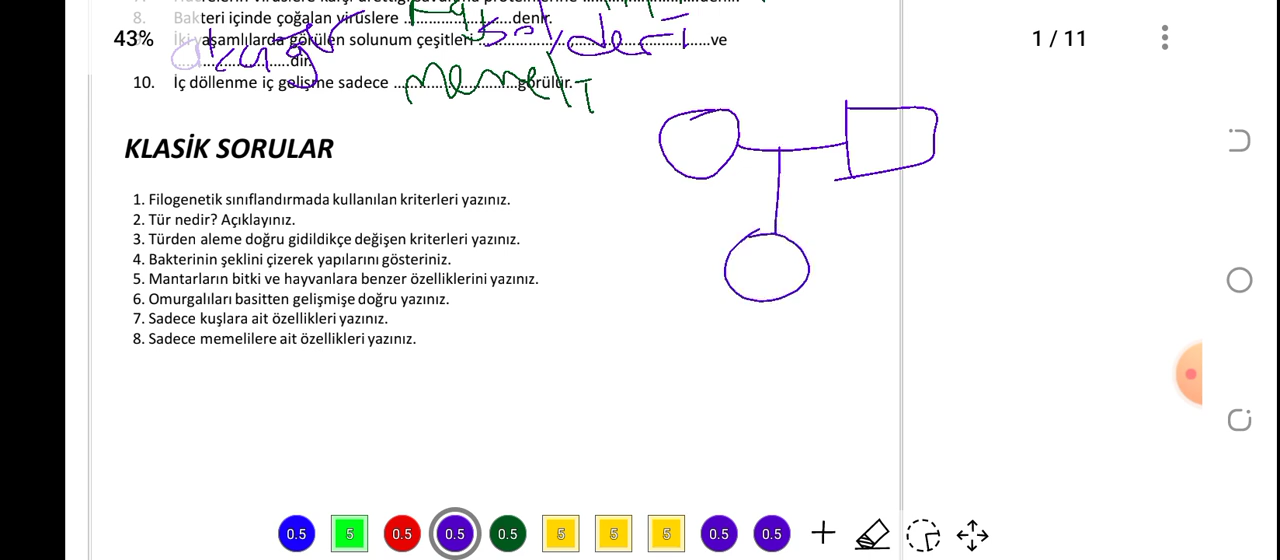 8. Bakteri içinde çoğalan virüslere ......................denir.
43% İki yaşamlılarda görülen solunum çeşitleri sol/deri ve
akciğer dir.
10. İç döllenme iç gelişme sadece memeli görülür.
1 / 11
KLASİK SORULAR
1. Filogenetik sınıflandırmada kullanılan kriterleri yazınız.
2. Tür nedir? Açıklayınız.
3. Türden aleme doğru gidildikçe değişen kriterleri yazınız.
4. Bakterinin şeklini çizerek yapılarını gösteriniz.
5. Mantarların bitki ve hayvanlara benzer özelliklerini yazınız.
6. Omurgalıları basitten gelişmişe doğru yazınız.
7. Sadece kuşlara ait özellikleri yazınız.
8. Sadece memelilere ait özellikleri yazınız.
0.5 5 0.5 0.5 0.5 5 5 5 0.5 0.5